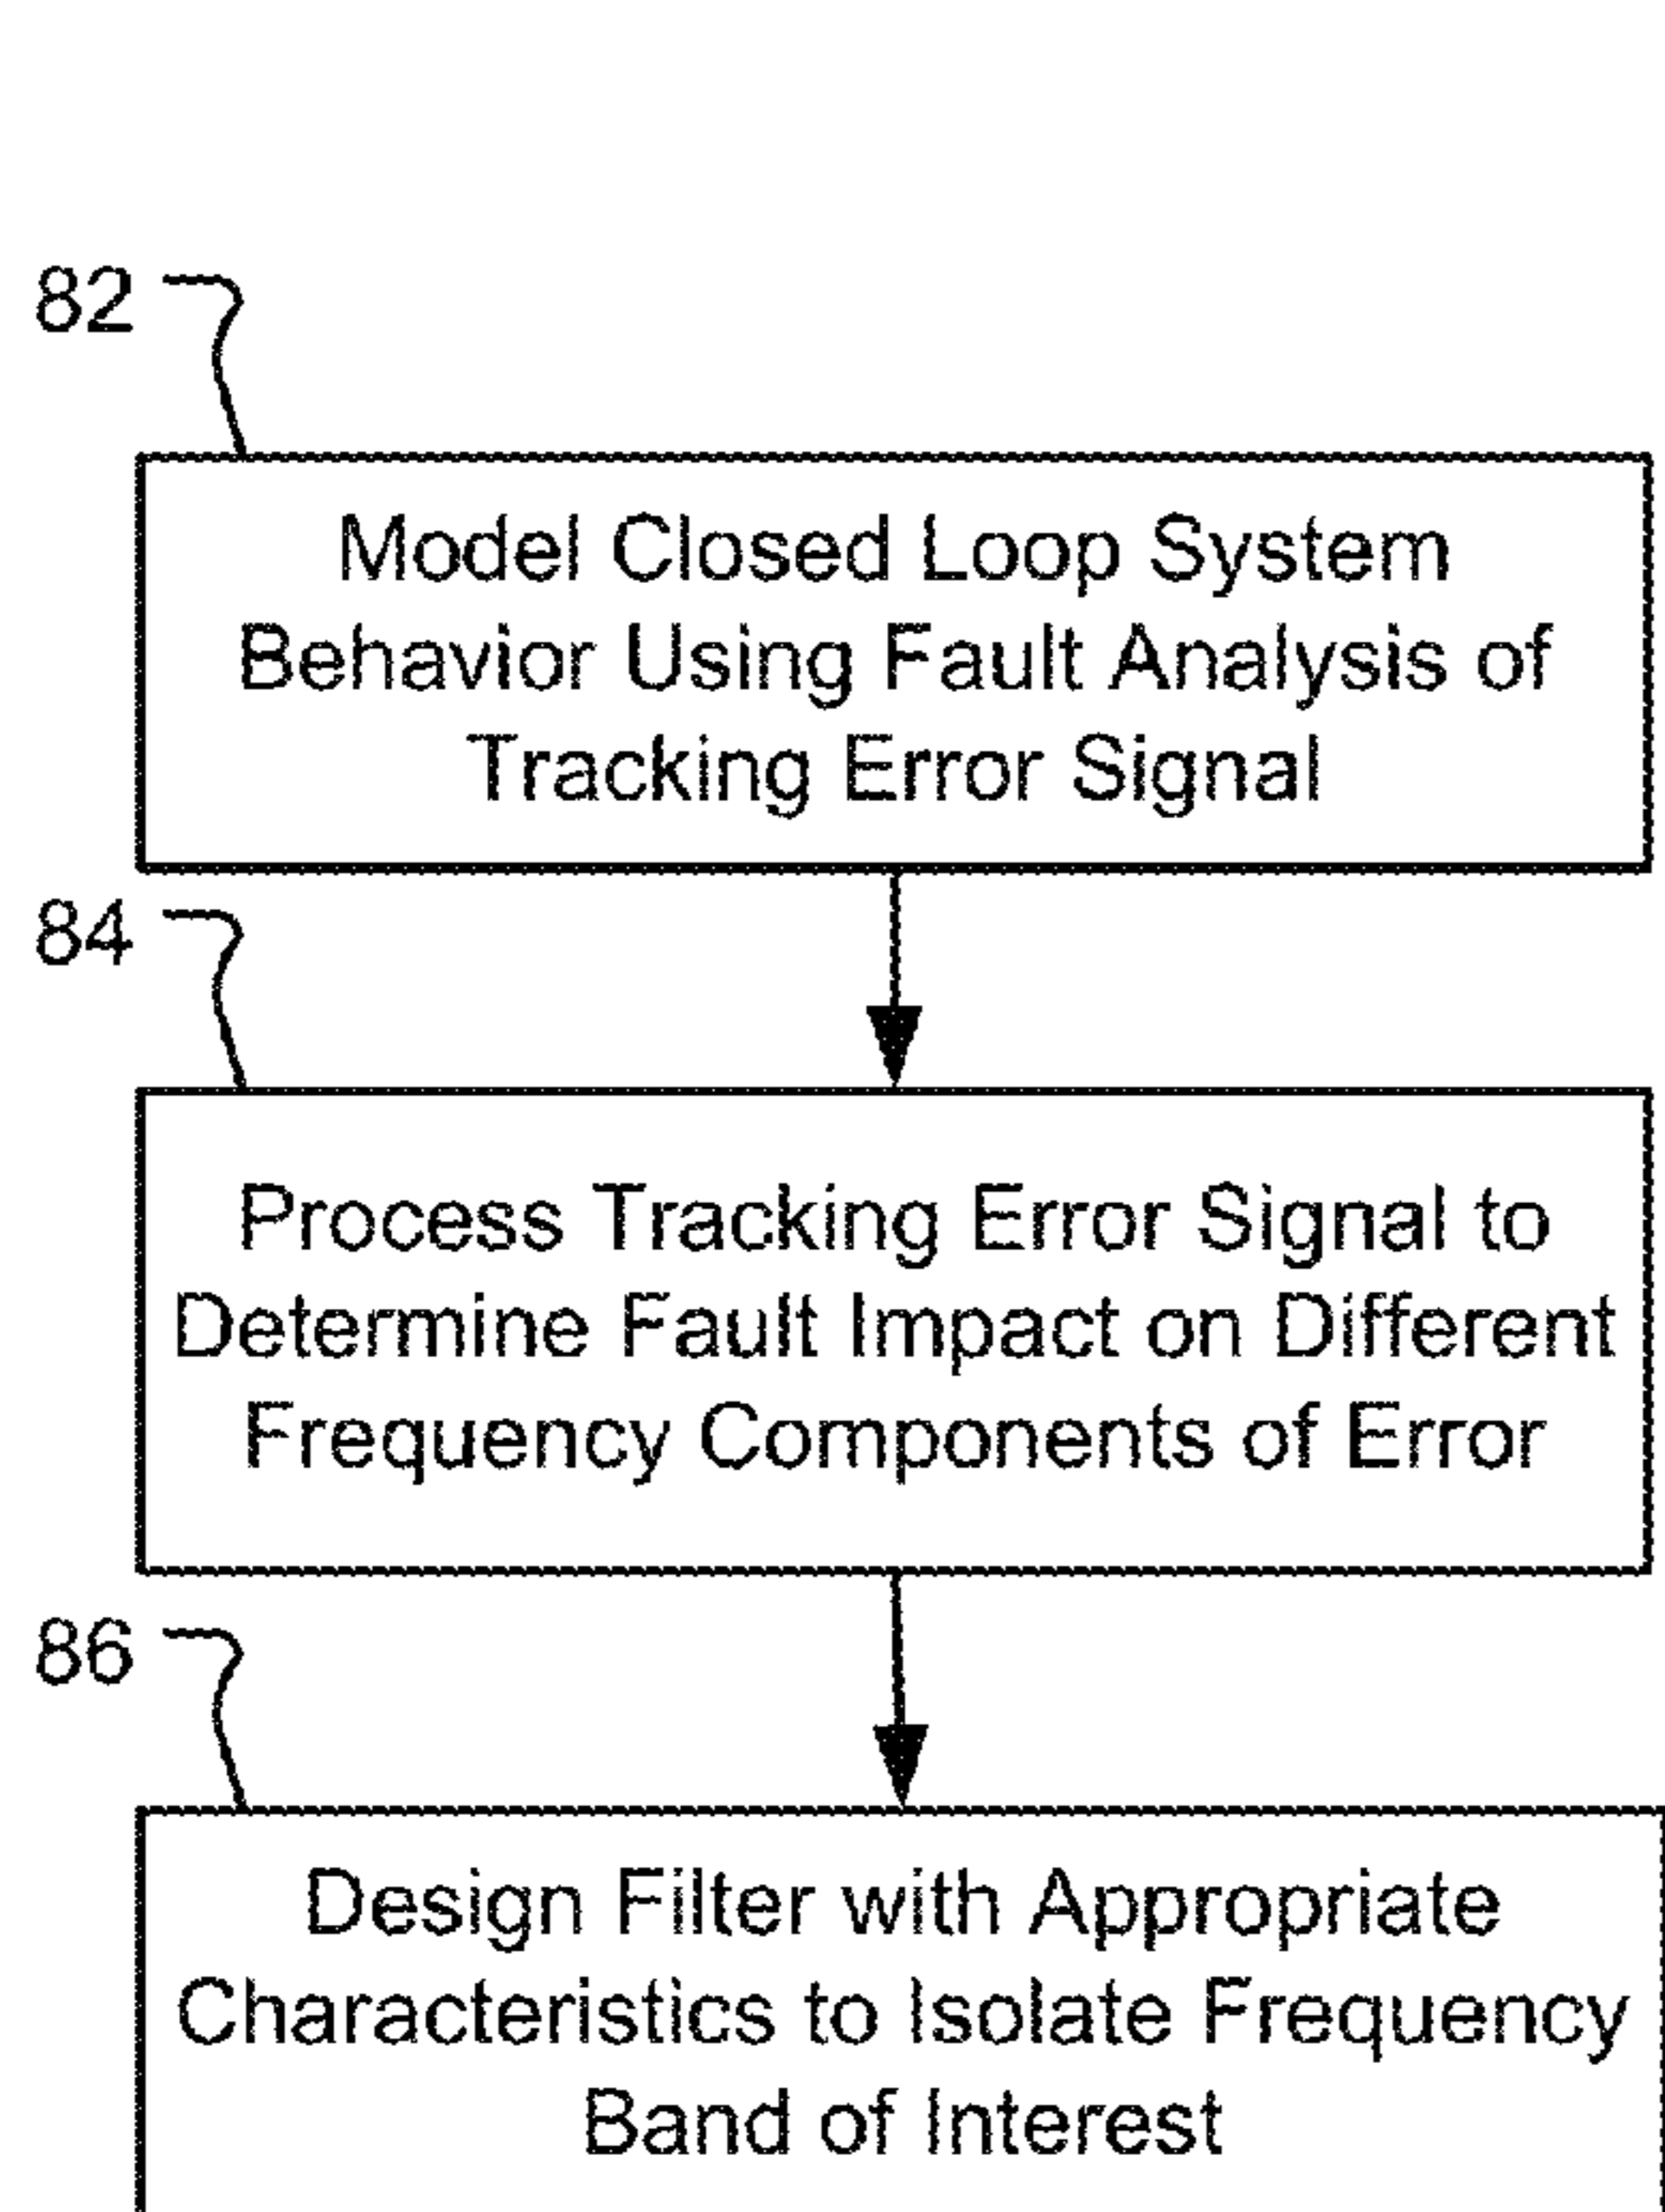 82
Model Closed Loop System
Behavior Using Fault Analysis of
Tracking Error Signal
84
Process Tracking Error Signal to
Determine Fault Impact on Different
Frequency Components of Error
86
Design Filter with Appropriate
Characteristics to Isolate Frequency
Band of Interest